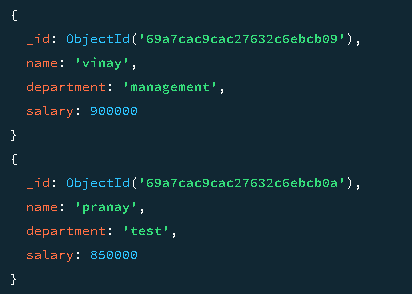 {
_id: ObjectId('69a7cac9cac27632c6ebcb09'),
name: 'vinay',
department: 'management',
salary: 900000
}
{
_id: ObjectId('69a7cac9cac27632c6ebcb0a'),
name: 'pranay',
department: 'test',
salary: 850000
}